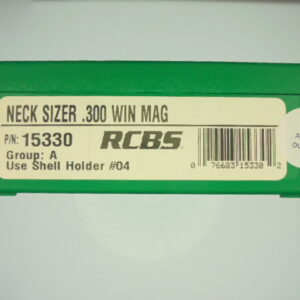 NECK SIZER .300 WIN MAG
P/N: 15330 RCBS
Group: A
Use Shell Holder #04
0 76683 15330 2